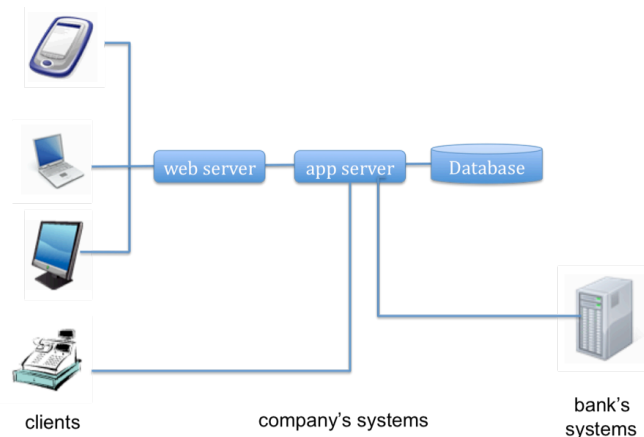 web server
app server
Database
clients
company's systems
bank's
systems